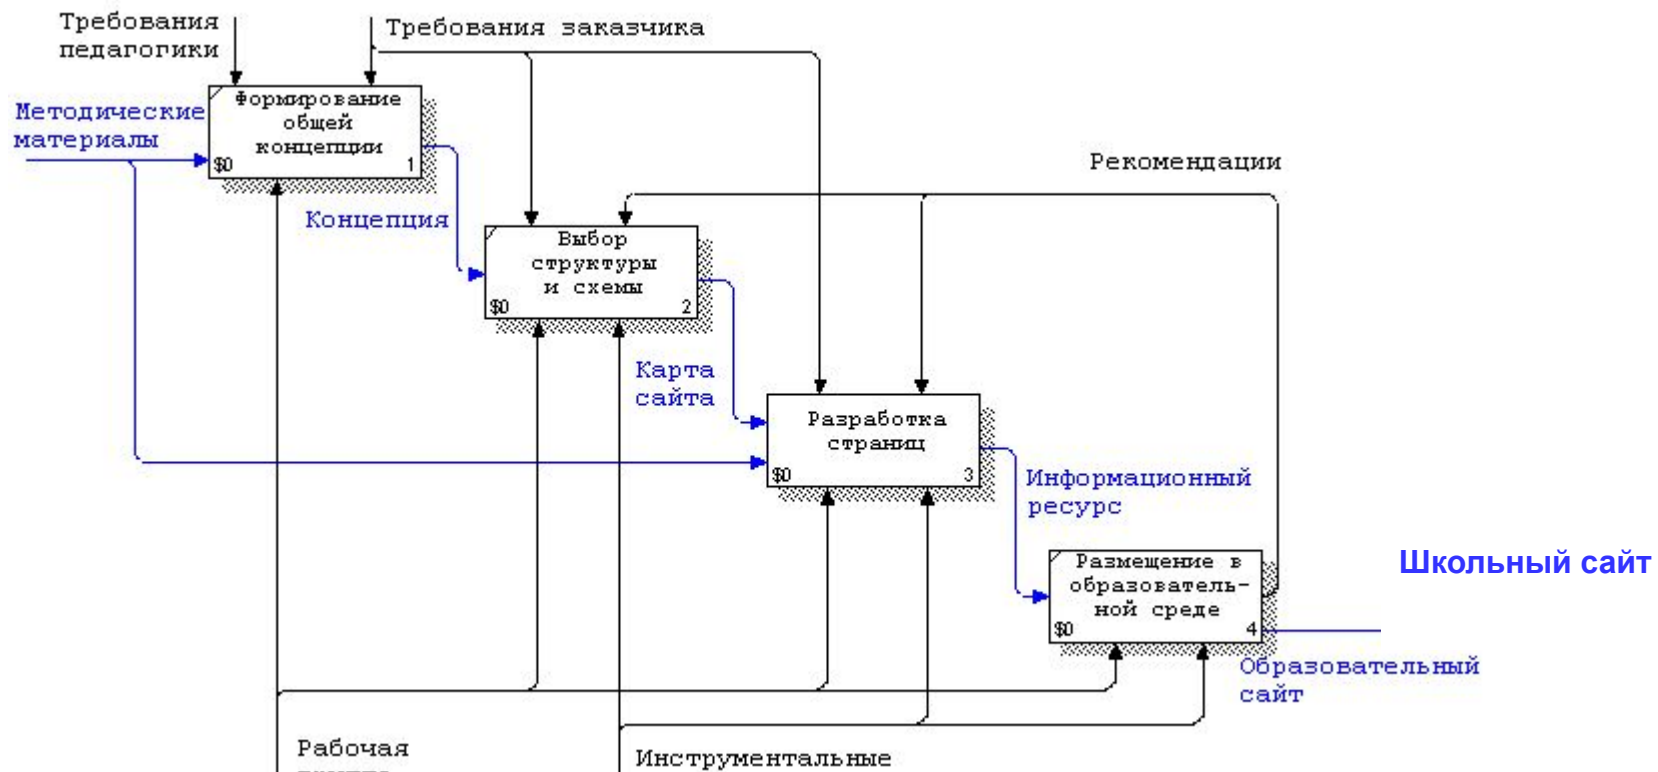 Требования
педагогики
Требования заказчика
Методические
материалы
Формирование
общей
концепции
$0 1
Рекомендации
Концепция
Выбор
структуры
и схемы
$0 2
Карта
сайта
Разработка
страниц
$0 3
Информационный
ресурс
Школьный сайт
Размещение в
образователь-
ной среде
$0 4
Образовательный
сайт
Рабочая
Инструментальные